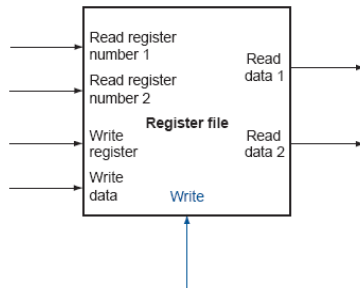 Read register
number 1
Read
data 1
Read register
number 2
Register file
Write
register
Read
data 2
Write
data
Write